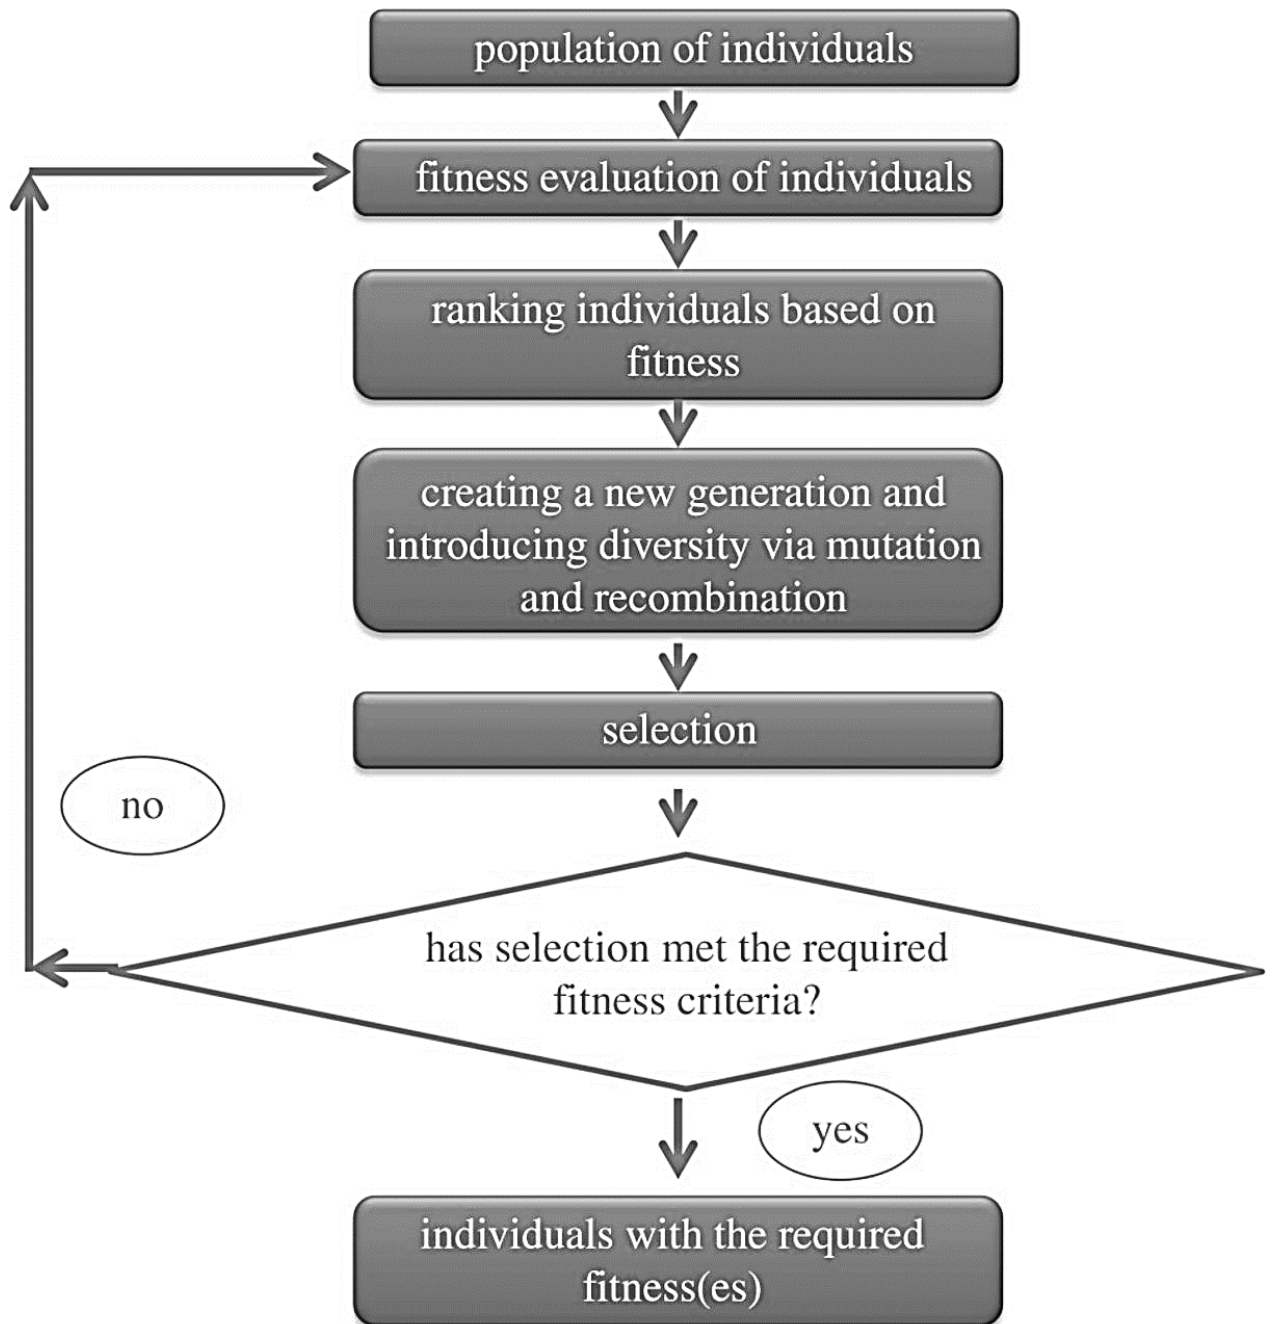 population of individuals
fitness evaluation of individuals
ranking individuals based on
fitness
creating a new generation and
introducing diversity via mutation
and recombination
selection
no
has selection met the required
fitness criteria?
yes
individuals with the required
fitness(es)